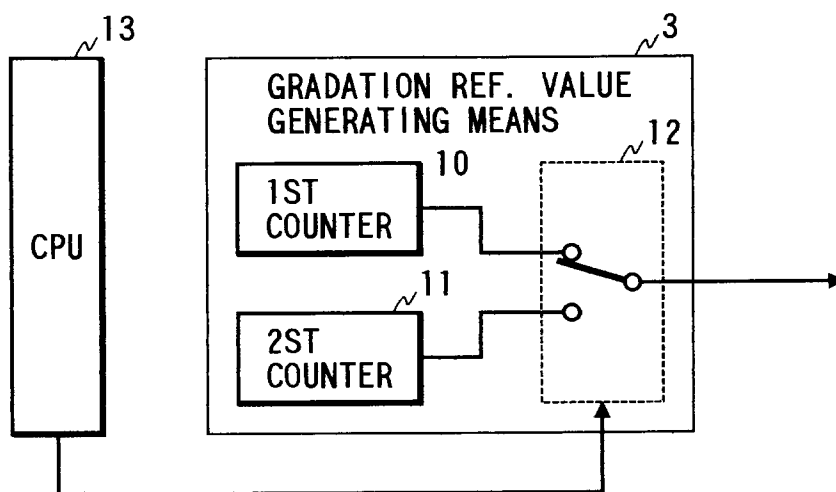 13
3
GRADATION REF. VALUE
GENERATING MEANS
12
10
1ST
COUNTER
CPU
11
2ST
COUNTER